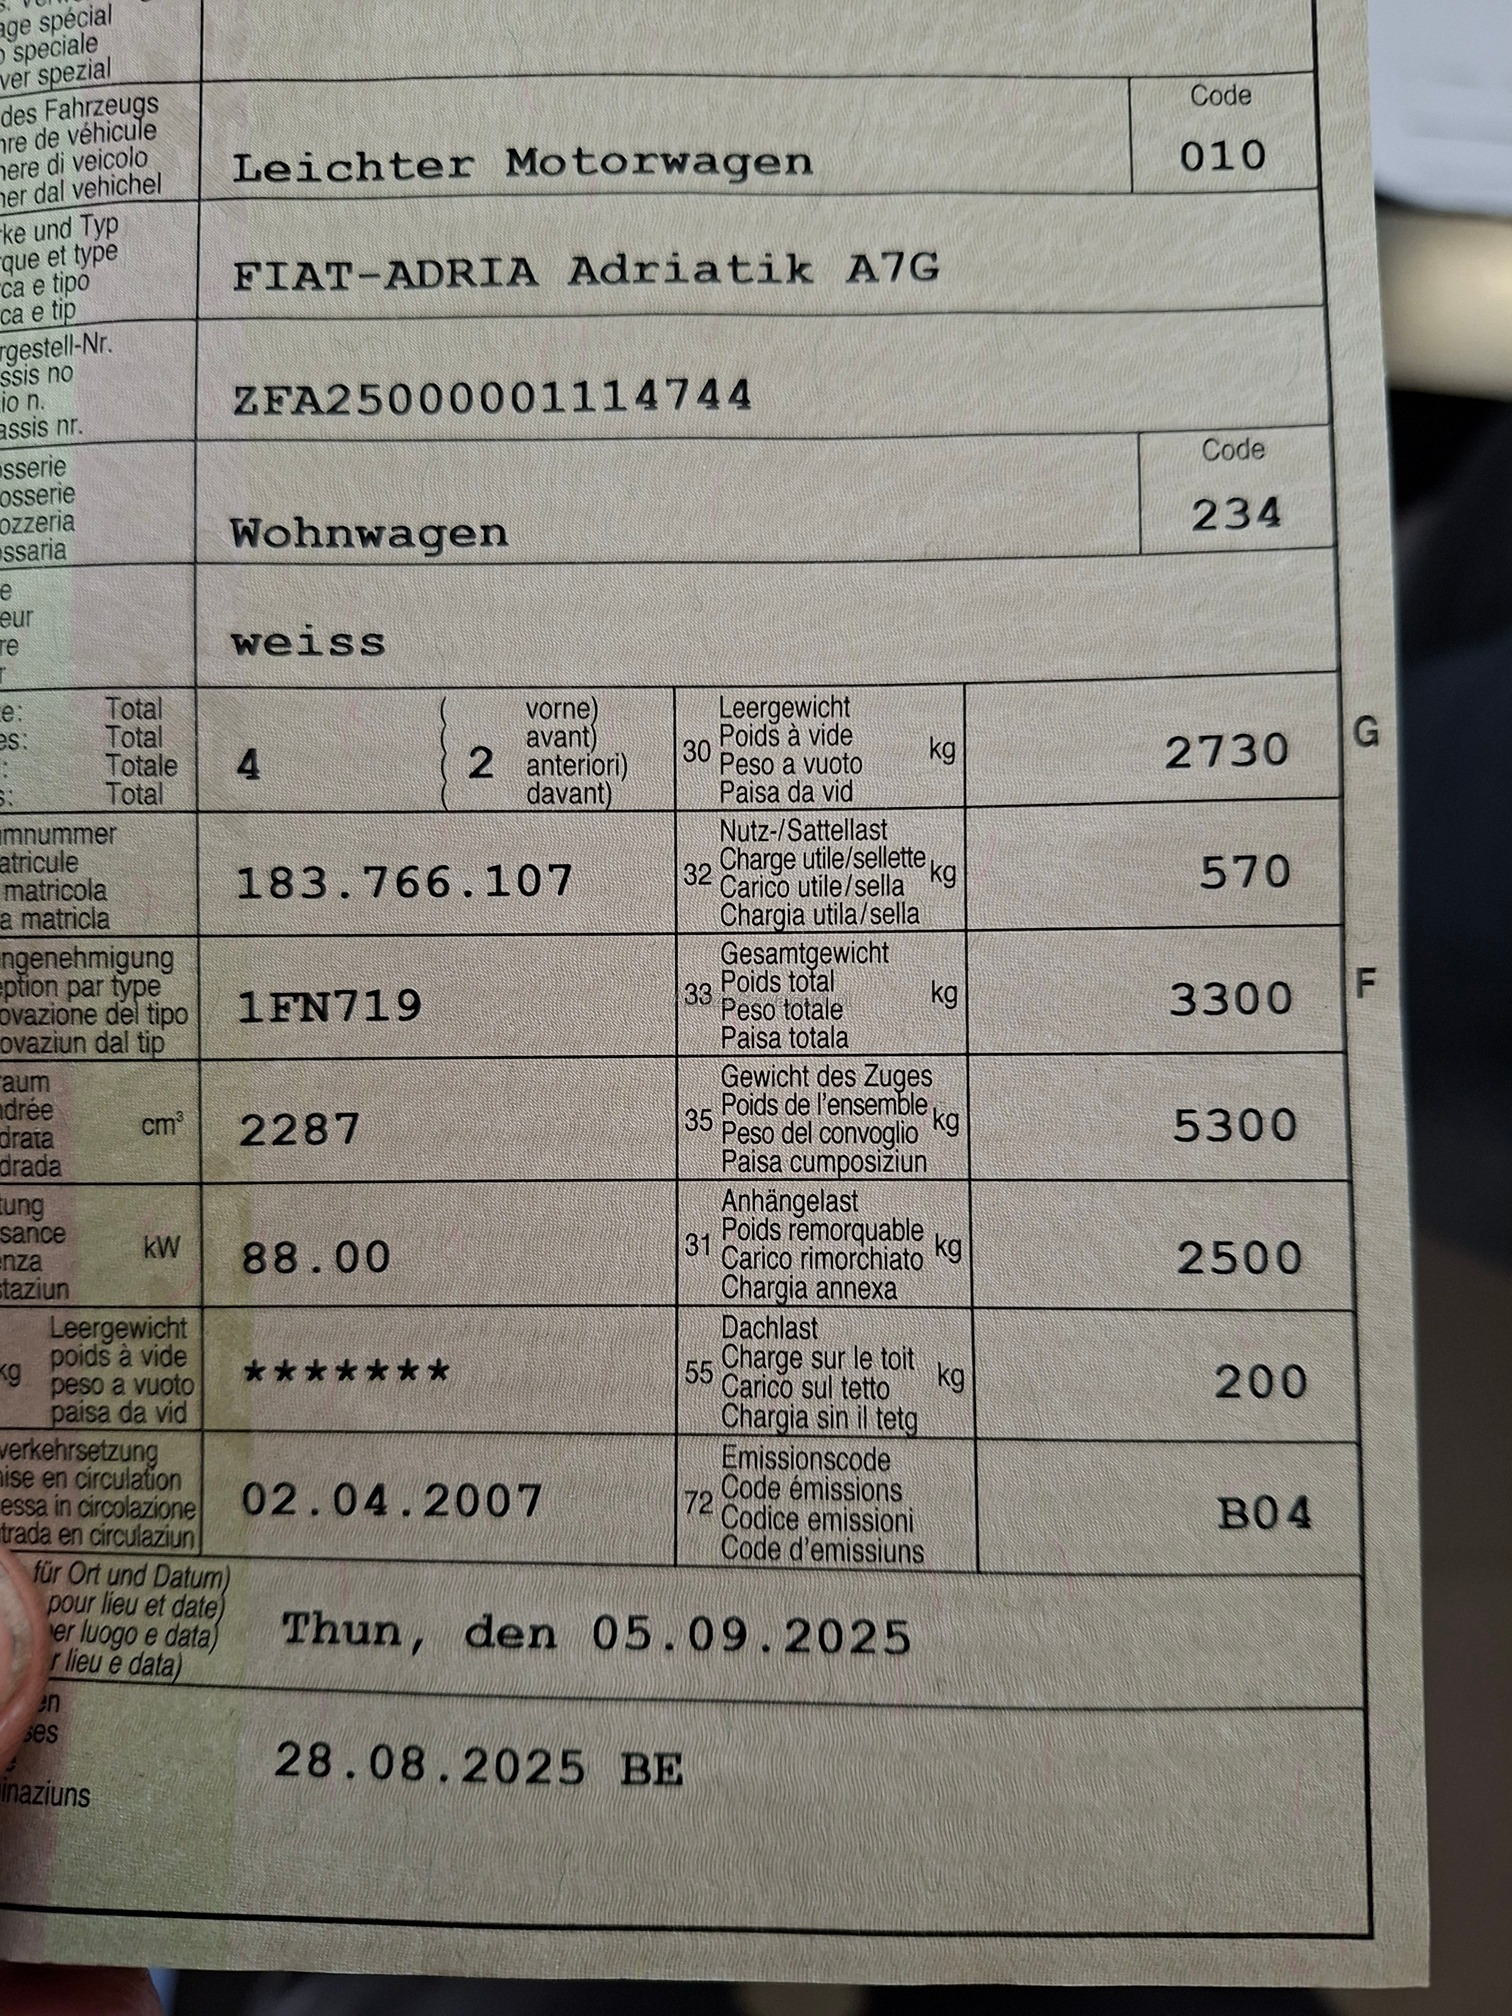 age spécial
speciale
ver spezial
des Fahrzeugs
re de véhicule
ere di veicolo
er dal vehichel
Leichter Motorwagen
Code
010
ke und Typ
que et type
ca e tipo
ca e tip
FIAT-ADRIA Adriatik A7G
rgestell-Nr.
ssis no
io n.
assis nr.
ZFA25000001114744
osserie
osserie
ozzeria
ossaria
Wohnwagen
Code
234
e
eur
re
r
weiss
e: Total
es: Total
: Totale
s: Total
4 ( 2 vorne)
avant)
anteriori)
davant)
30 Leergewicht
Poids à vide
Peso a vuoto
Paisa da vid
kg
2730
G
mnummer
atricule
matricola
a matricla
183.766.107
32 Nutz-/Sattellast
Charge utile/sellette
Carico utile/sella
Chargia utila/sella
kg
570
ngenehmigung
ption par type
ovazione del tipo
ovaziun dal tip
1FN719
33 Gesamtgewicht
Poids total
Peso totale
Paisa totala
kg
3300
F
aum
drée
drata
drada
cm³
2287
35 Gewicht des Zuges
Poids de l'ensemble
Peso del convoglio
Paisa cumposiziun
kg
5300
tung
sance
nza
staziun
kW
88.00
31 Anhängelast
Poids remorquable
Carico rimorchiato
Chargia annexa
kg
2500
kg
Leergewicht
poids à vide
peso a vuoto
paisa da vid
*******
55 Dachlast
Charge sur le toit
Carico sul tetto
Chargia sin il tetg
kg
200
verkehrsetzung
ise en circulation
essa in circolazione
trada en circulaziun
02.04.2007
72 Emissionscode
Code émissions
Codice emissioni
Code d'emissiuns
B04
für Ort und Datum)
pour lieu et date)
er luogo e data)
r lieu e data)
Thun, den 05.09.2025
en
ses
inaziuns
28.08.2025 BE